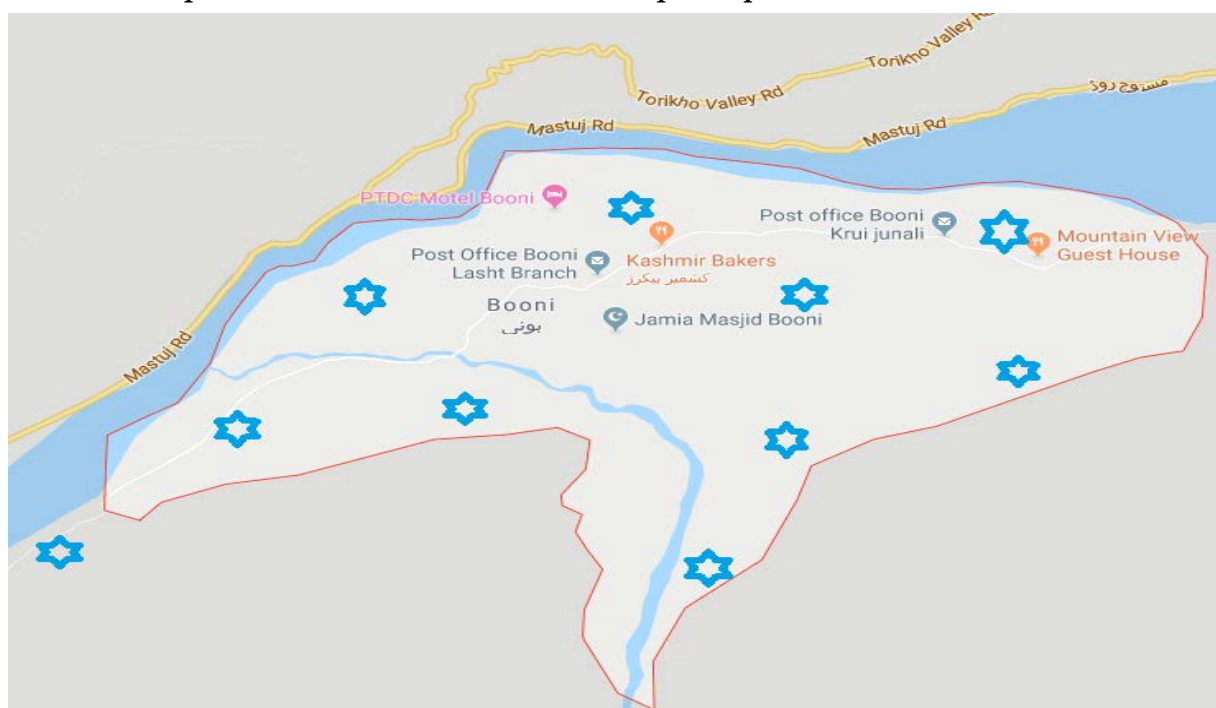 Torikho Valley Rd
Torikho Valley Rd
مستوج روڈ
Mastuj Rd
Mastuj Rd
PTDC Motel Booni
Post office Booni
Krui junali
Mountain View
Guest House
Post Office Booni
Lasht Branch
Kashmir Bakers
کشمیر بیکرز
Booni
بونی
Jamia Masjid Booni
Mastuj Rd